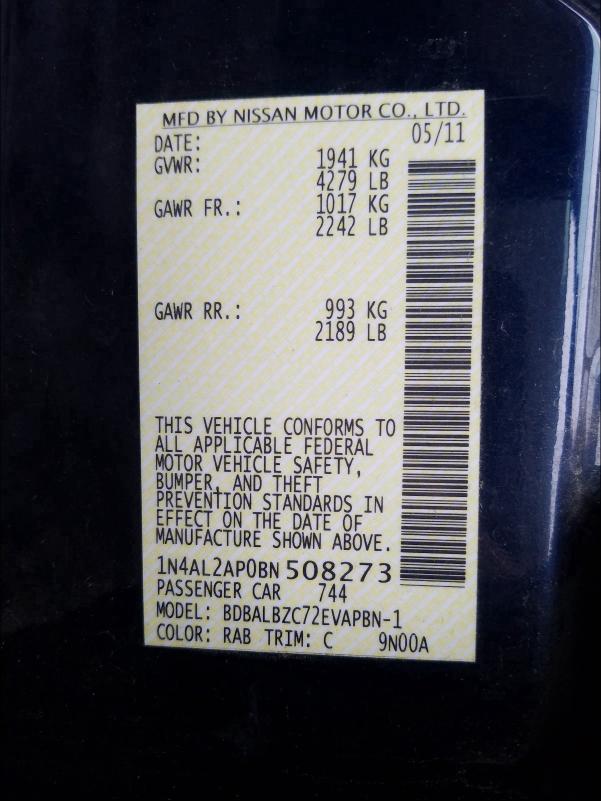 MFD BY NISSAN MOTOR CO., LTD.
DATE: 05/11
GVWR: 1941 KG
4279 LB
GAWR FR.: 1017 KG
2242 LB
GAWR RR.: 993 KG
2189 LB
THIS VEHICLE CONFORMS TO
ALL APPLICABLE FEDERAL
MOTOR VEHICLE SAFETY,
BUMPER, AND THEFT
PREVENTION STANDARDS IN
EFFECT ON THE DATE OF
MANUFACTURE SHOWN ABOVE.
1N4AL2AP0BN 508273
PASSENGER CAR 744
MODEL: BDBALBZC72EVAPBN-1
COLOR: RAB TRIM: C 9N00A